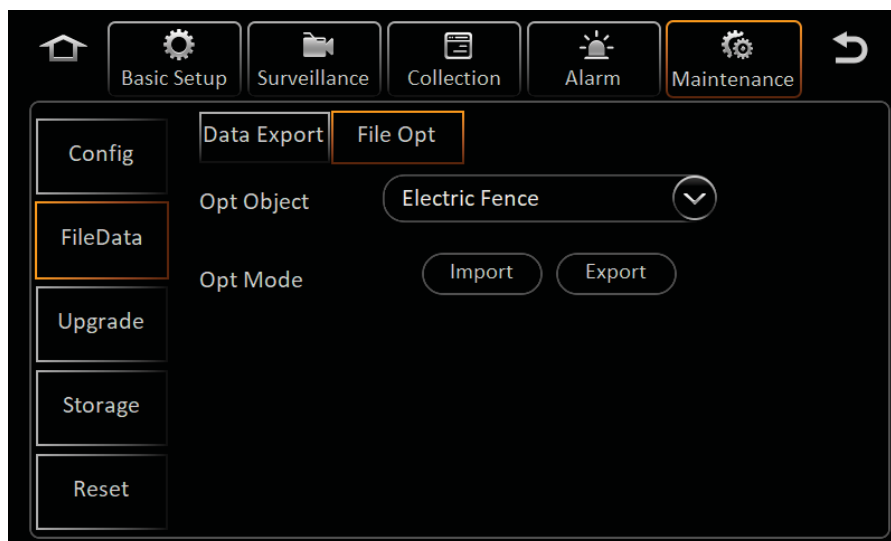 Basic Setup
Surveillance
Collection
Alarm
Maintenance
Config
FileData
Upgrade
Storage
Reset
Data Export
File Opt
Opt Object
Electric Fence
Opt Mode
Import
Export